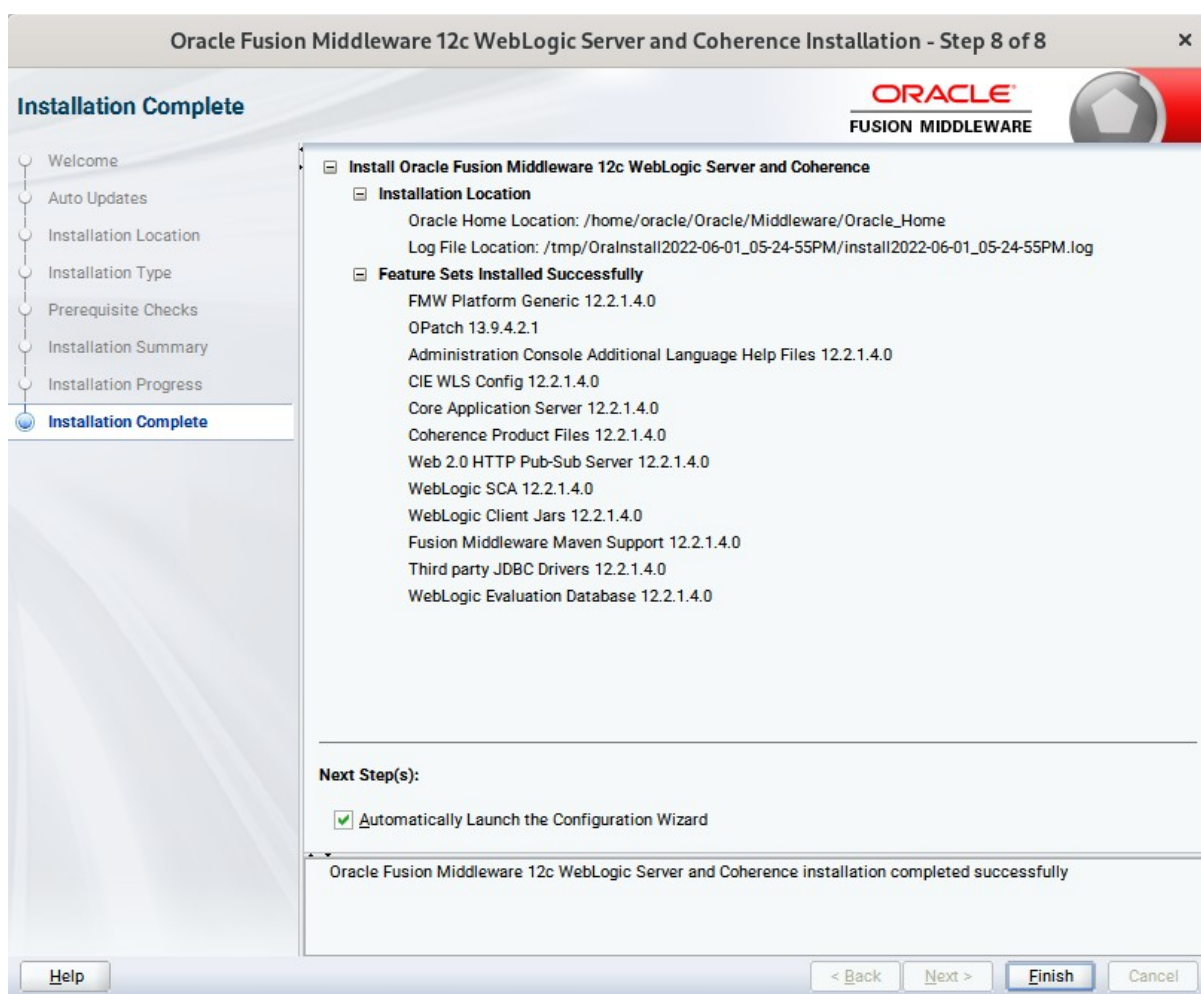 Oracle Fusion Middleware 12c WebLogic Server and Coherence Installation - Step 8 of 8
Installation Complete
ORACLE
FUSION MIDDLEWARE
Welcome
Auto Updates
Installation Location
Installation Type
Prerequisite Checks
Installation Summary
Installation Progress
Installation Complete
Install Oracle Fusion Middleware 12c WebLogic Server and Coherence
Installation Location
Oracle Home Location: /home/oracle/Oracle/Middleware/Oracle_Home
Log File Location: /tmp/OraInstall2022-06-01_05-24-55PM/install2022-06-01_05-24-55PM.log
Feature Sets Installed Successfully
FMW Platform Generic 12.2.1.4.0
OPatch 13.9.4.2.1
Administration Console Additional Language Help Files 12.2.1.4.0
CIE WLS Config 12.2.1.4.0
Core Application Server 12.2.1.4.0
Coherence Product Files 12.2.1.4.0
Web 2.0 HTTP Pub-Sub Server 12.2.1.4.0
WebLogic SCA 12.2.1.4.0
WebLogic Client Jars 12.2.1.4.0
Fusion Middleware Maven Support 12.2.1.4.0
Third party JDBC Drivers 12.2.1.4.0
WebLogic Evaluation Database 12.2.1.4.0
Next Step(s):
Automatically Launch the Configuration Wizard
Oracle Fusion Middleware 12c WebLogic Server and Coherence installation completed successfully
Help
< Back
Next >
Finish
Cancel